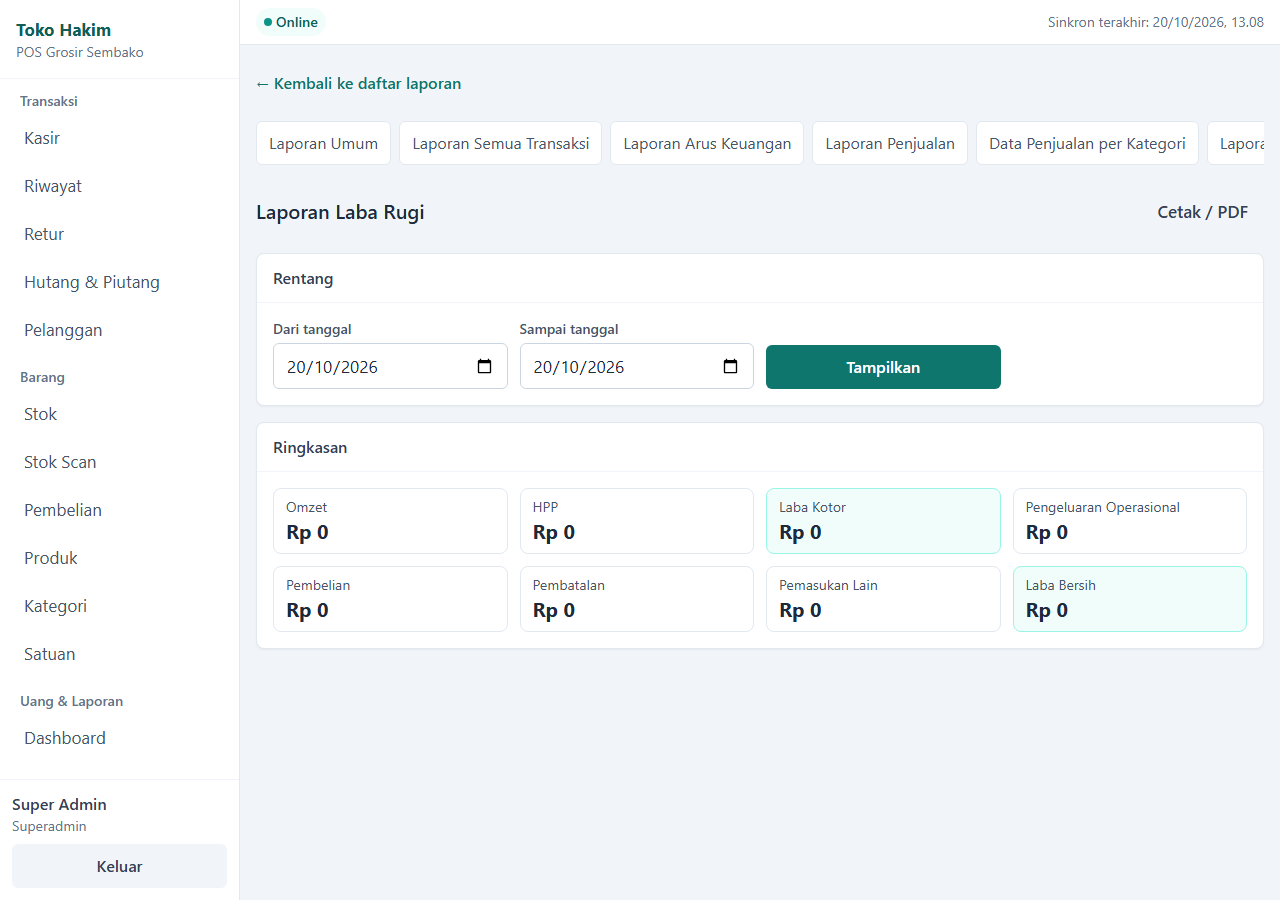 Toko Hakim
POS Grosir Sembako
Transaksi
Kasir
Riwayat
Retur
Hutang & Piutang
Pelanggan
Barang
Stok
Stok Scan
Pembelian
Produk
Kategori
Satuan
Uang & Laporan
Dashboard
Super Admin
Superadmin
Keluar
Online
Sinkron terakhir: 20/10/2026, 13.08
← Kembali ke daftar laporan
Laporan Umum
Laporan Semua Transaksi
Laporan Arus Keuangan
Laporan Penjualan
Data Penjualan per Kategori
Laporan Laba Rugi
Cetak / PDF
Rentang
Dari tanggal
Sampai tanggal
20/10/2026
20/10/2026
Tampilkan
Ringkasan
Omzet
Rp 0
HPP
Rp 0
Laba Kotor
Rp 0
Pengeluaran Operasional
Rp 0
Pembelian
Rp 0
Pembatalan
Rp 0
Pemasukan Lain
Rp 0
Laba Bersih
Rp 0